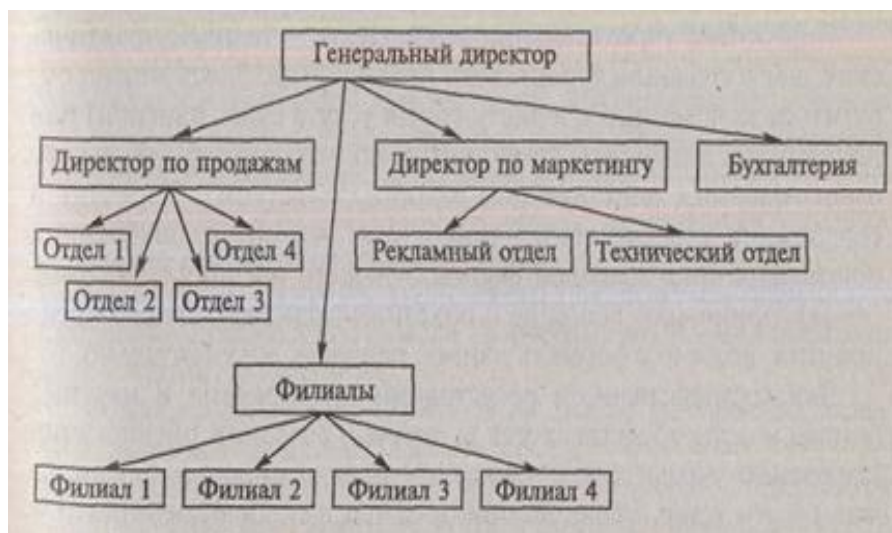 Генеральный директор
Директор по продажам
Директор по маркетингу
Бухгалтерия
Отдел 1
Отдел 4
Рекламный отдел
Технический отдел
Отдел 2
Отдел 3
Филиалы
Филиал 1
Филиал 2
Филиал 3
Филиал 4